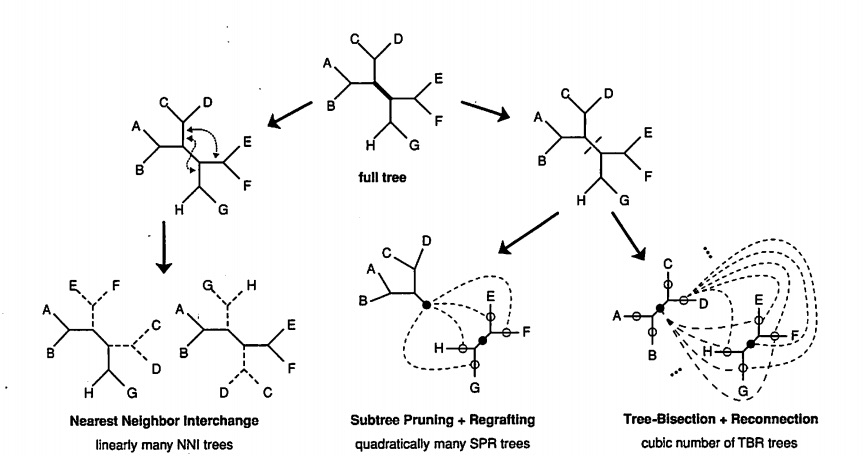 C D
A
B
E
F
H G
full tree
C D
A
B
E
F
H G
C D
A
B
E
F
H G
E F
A
B
C
D
H G
G H
A
B
E
F
D C
C D
A
B
E
F
H
G
C
A
D
B
E
F
H
G
Nearest Neighbor Interchange
linearly many NNI trees
Subtree Pruning + Regrafting
quadratically many SPR trees
Tree-Bisection + Reconnection
cubic number of TBR trees